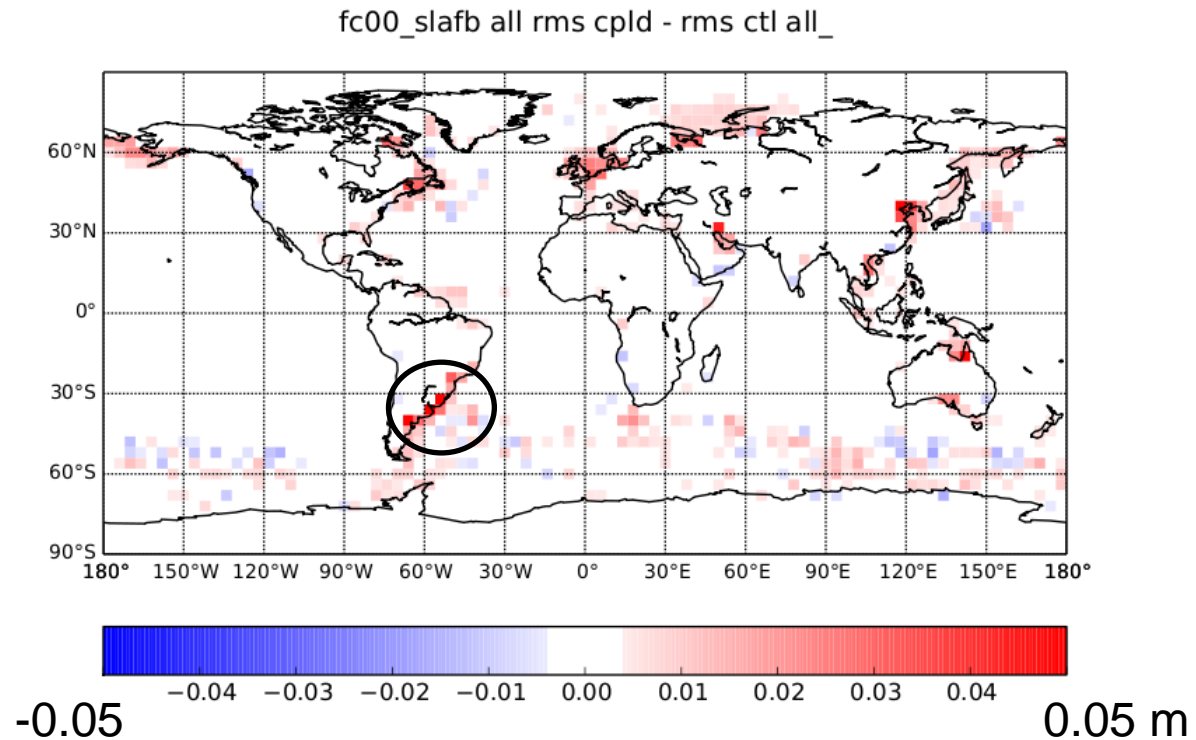 fc00_slafb all rms cpld - rms ctl all_
60°N
30°N
0°
30°S
60°S
90°S
180° 150°W 120°W 90°W 60°W 30°W 0° 30°E 60°E 90°E 120°E 150°E 180°
−0.04 −0.03 −0.02 −0.01 0.00 0.01 0.02 0.03 0.04
-0.05 0.05 m